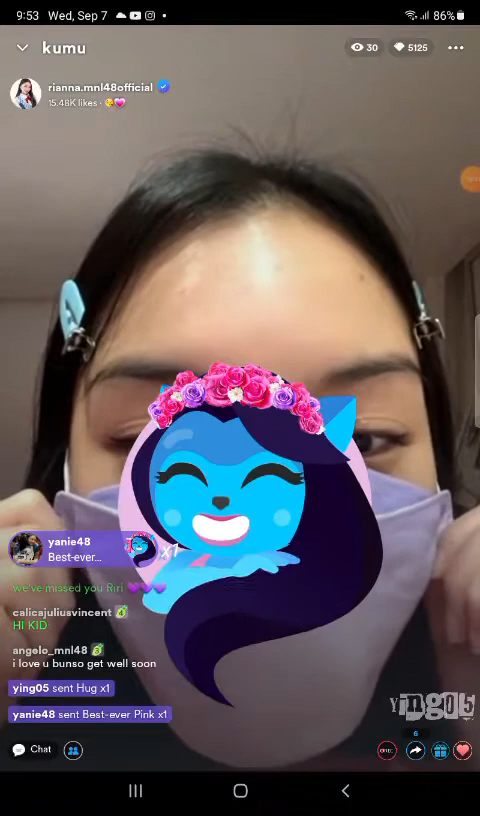 9:53 Wed, Sep 7
86%
kumu
30
5125
rianna.mnl48official
15.48K likes
yanie48
Best-ever...
x1
we've missed you Riri
calicajuliusvincent
HI KID
angelo_mnl48
i love u bunso get well soon
ying05 sent Hug x1
yanie48 sent Best-ever Pink x1
Ying05
6
Chat